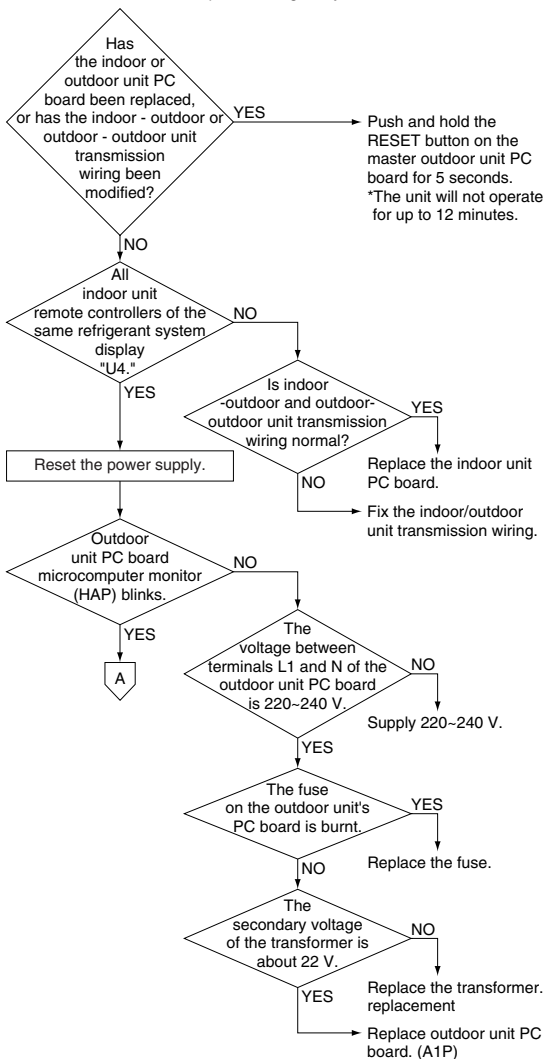 Has
the indoor or
outdoor unit PC
board been replaced,
or has the indoor - outdoor or
outdoor - outdoor unit
transmission
wiring been
modified?
YES
Push and hold the
RESET button on the
master outdoor unit PC
board for 5 seconds.
*The unit will not operate
for up to 12 minutes.
NO
All
indoor unit
remote controllers of the
same refrigerant system
display
"U4."
NO
YES
Is indoor
-outdoor and outdoor-
outdoor unit transmission
wiring normal?
YES
Replace the indoor unit
PC board.
NO
Fix the indoor/outdoor
unit transmission wiring.
Reset the power supply.
Outdoor
unit PC board
microcomputer monitor
(HAP) blinks.
NO
YES
A
The
voltage between
terminals L1 and N of the
outdoor unit PC board
is 220~240 V.
NO
Supply 220~240 V.
YES
The fuse
on the outdoor unit's
PC board is burnt.
YES
Replace the fuse.
NO
The
secondary voltage
of the transformer is
about 22 V.
NO
Replace the transformer.
replacement
YES
Replace outdoor unit PC
board. (A1P)